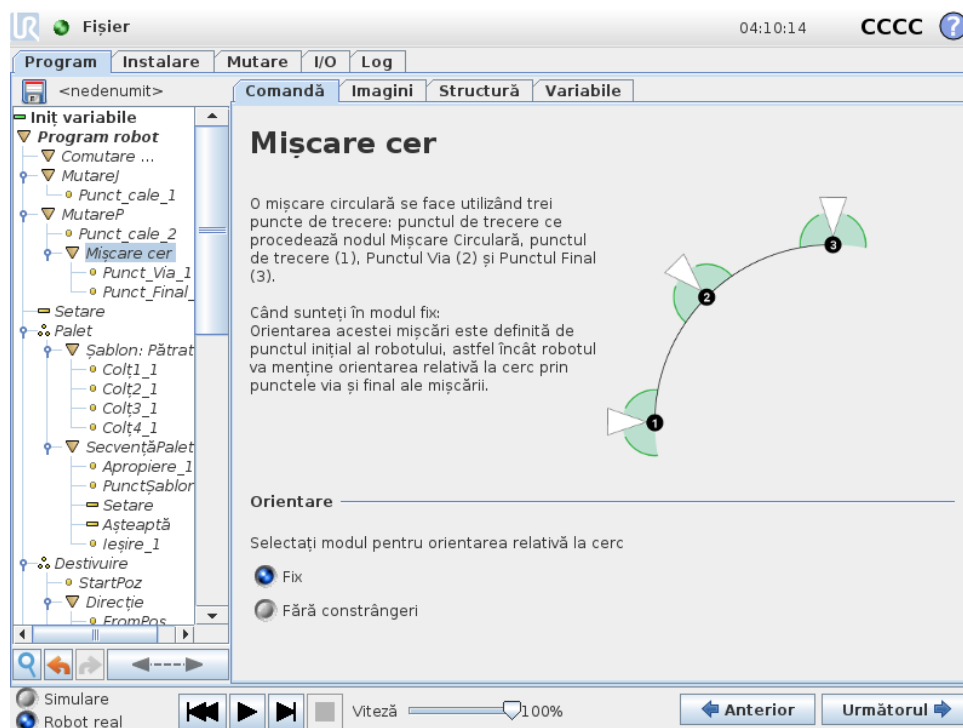 Fișier
04:10:14
CCCC
?
Program
Instalare
Mutare
I/O
Log
<nedenumit>
Comandă
Imagini
Structură
Variabile
Iniț variabile
Program robot
Comutare ...
MutareJ
Punct_cale_1
MutareP
Punct_cale_2
Mișcare cer
Punct_Via_1
Punct_Final_
Setare
Palet
Șablon: Pătrat
Colț1_1
Colț2_1
Colț3_1
Colț4_1
SecvențăPalet
Apropiere_1
PunctȘablor
Setare
Așteaptă
Ieșire_1
Destivuire
StartPoz
Direcție
FromPos
Mișcare cer
O mișcare circulară se face utilizând trei
puncte de trecere: punctul de trecere ce
procedează nodul Mișcare Circulară, punctul
de trecere (1), Punctul Via (2) și Punctul Final
(3).
Când sunteți în modul fix:
Orientarea acestei mișcări este definită de
punctul inițial al robotului, astfel încât robotul
va menține orientarea relativă la cerc prin
punctele via și final ale mișcării.
3
2
1
Orientare
Selectați modul pentru orientarea relativă la cerc
Fix
Fără constrângeri
Simulare
Robot real
Viteză
100%
Anterior
Următorul